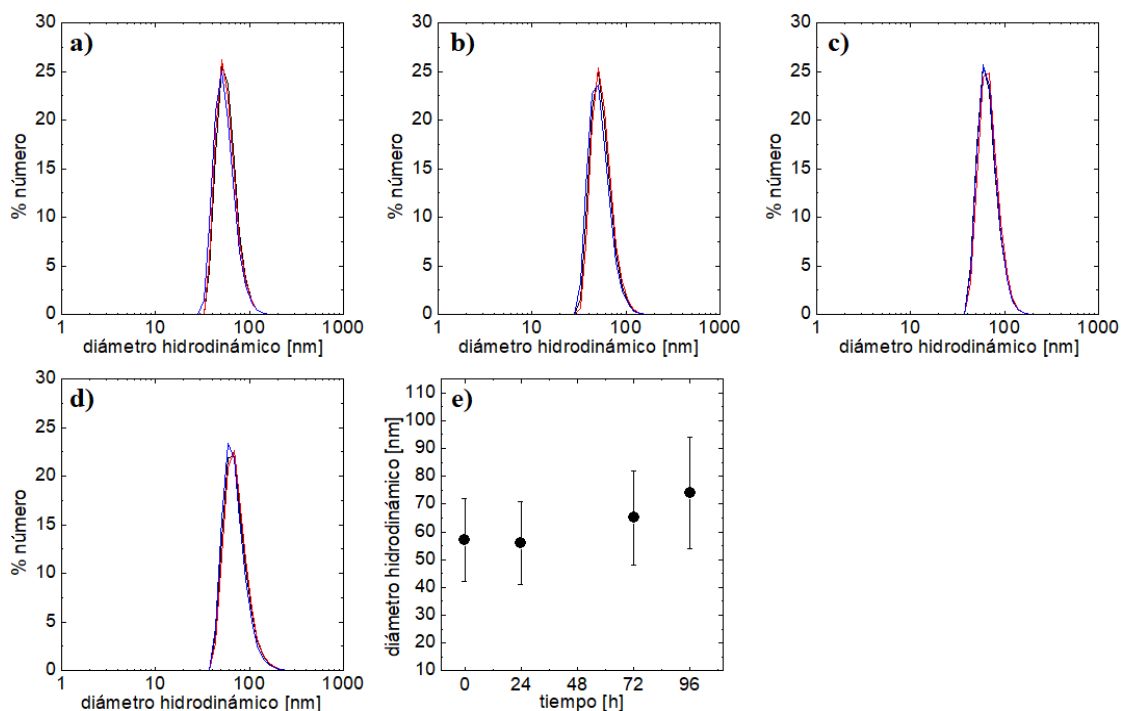 a)
30
25
20
15
10
5
0
% número
1 10 100 1000
diámetro hidrodinámico [nm]
b)
30
25
20
15
10
5
0
% número
1 10 100 1000
diámetro hidrodinámico [nm]
c)
30
25
20
15
10
5
0
% número
1 10 100 1000
diámetro hidrodinámico [nm]
d)
30
25
20
15
10
5
0
% número
1 10 100 1000
diámetro hidrodinámico [nm]
e)
110
100
90
80
70
60
50
40
30
20
10
diámetro hidrodinámico [nm]
0 24 48 72 96
tiempo [h]